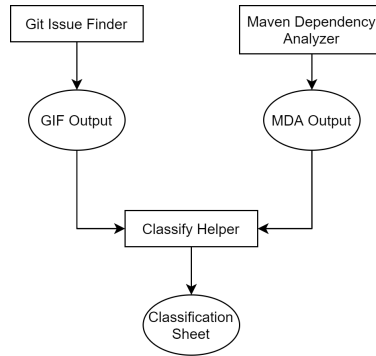 Git Issue Finder
Maven Dependency
Analyzer
GIF Output
MDA Output
Classify Helper
Classification
Sheet